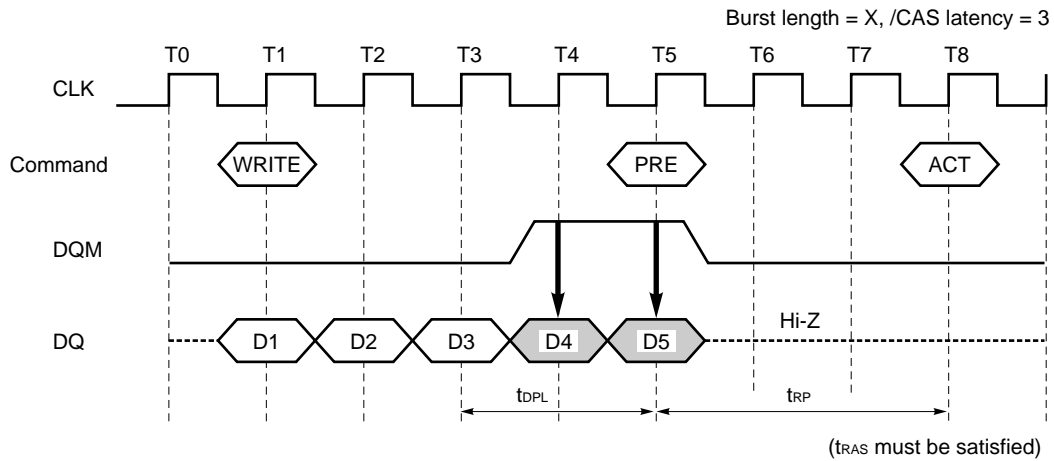 Burst length = X, /CAS latency = 3
T0 T1 T2 T3 T4 T5 T6 T7 T8
CLK
Command WRITE PRE ACT
DQM
DQ D1 D2 D3 D4 D5 Hi-Z
tDPL tRP
(tRAS must be satisfied)